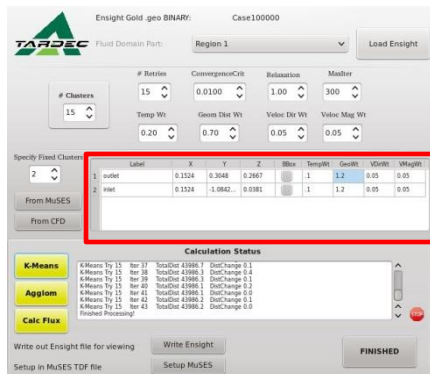 Ensight Gold .geo BINARY: Case100000
TARDEC Fluid Domain Part: Region 1 Load Ensight
# Retries ConvergenceCrit Relaxation MaxIter
# Clusters 15 0.0100 1.00 300
15 Temp Wt Geom Dist Wt Veloc Dir Wt Veloc Mag Wt
0.20 0.70 0.05 0.05
Specify Fixed Clusters
2
Label X Y Z BBox TempWt GeoWt VDirWt VMagWt
1 outlet 0.1524 0.3048 0.2667 .1 1.2 0.05 0.05
2 inlet 0.1524 -1.0842... 0.0381 .1 1.2 0.05 0.05
From MuSES
From CFD
Calculation Status
K-Means
Agglom
Calc Flux
K-Means Try 15 Iter 37 TotalDist 43986.7 DistChange 0.1
K-Means Try 15 Iter 38 TotalDist 43986.3 DistChange 0.4
K-Means Try 15 Iter 39 TotalDist 43986.3 DistChange 0.1
K-Means Try 15 Iter 40 TotalDist 43986.1 DistChange 0.2
K-Means Try 15 Iter 41 TotalDist 43986.1 DistChange 0.0
K-Means Try 15 Iter 42 TotalDist 43986.2 DistChange 0.1
K-Means Try 15 Iter 43 TotalDist 43986.2 DistChange 0.0
Finished Processing!
STOP
Write out Ensight file for viewing Write Ensight
Setup in MuSES TDF file Setup MuSES
FINISHED